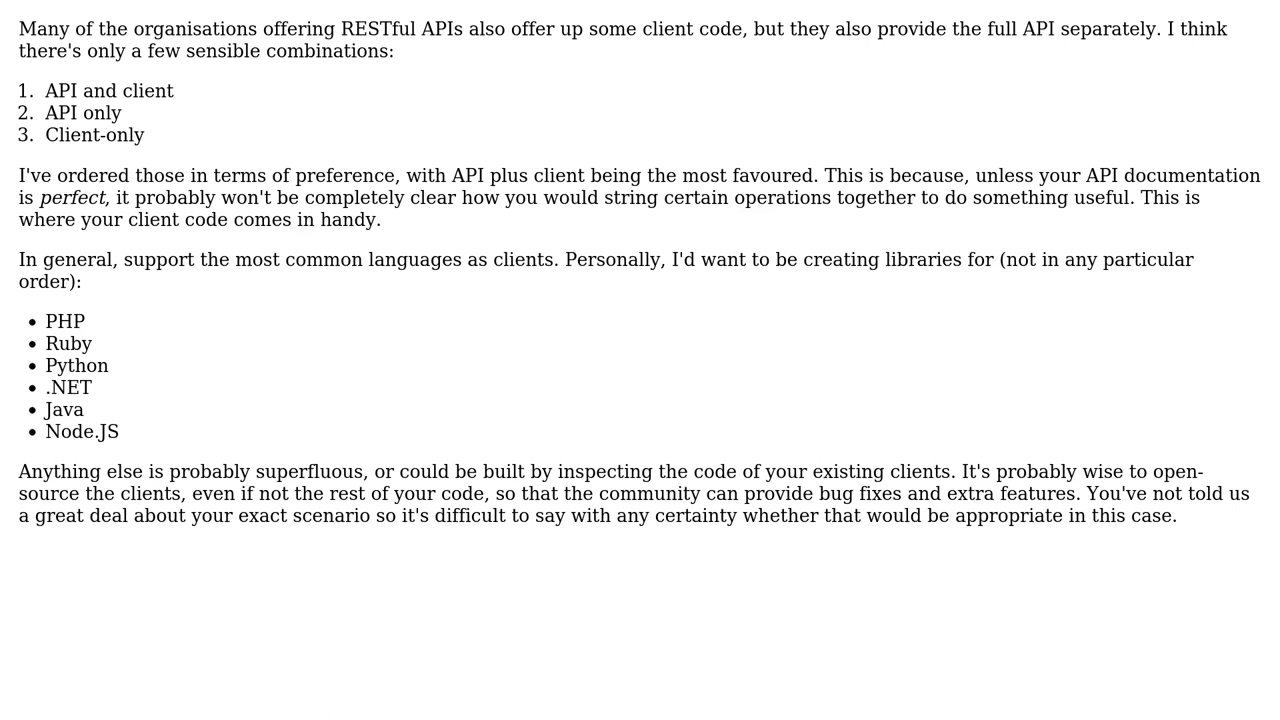 Many of the organisations offering RESTful APIs also offer up some client code, but they also provide the full API separately. I think
there's only a few sensible combinations:
1. API and client
2. API only
3. Client-only
I've ordered those in terms of preference, with API plus client being the most favoured. This is because, unless your API documentation
is perfect, it probably won't be completely clear how you would string certain operations together to do something useful. This is
where your client code comes in handy.
In general, support the most common languages as clients. Personally, I'd want to be creating libraries for (not in any particular
order):
• PHP
• Ruby
• Python
• .NET
• Java
• Node.JS
Anything else is probably superfluous, or could be built by inspecting the code of your existing clients. It's probably wise to open-
source the clients, even if not the rest of your code, so that the community can provide bug fixes and extra features. You've not told us
a great deal about your exact scenario so it's difficult to say with any certainty whether that would be appropriate in this case.